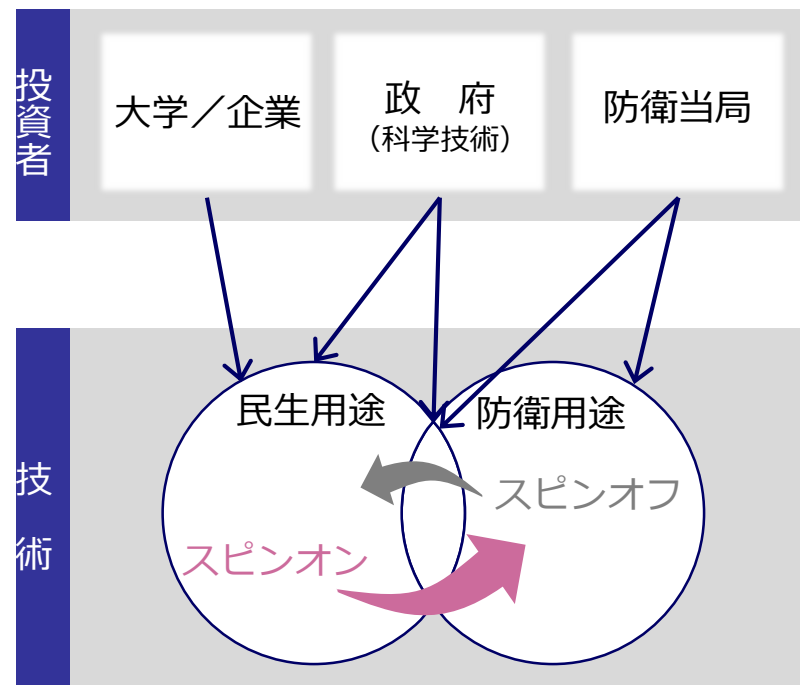 投資者
大学／企業
政　府
（科学技術）
防衛当局
技　術
民生用途
防衛用途
スピンオフ
スピンオン